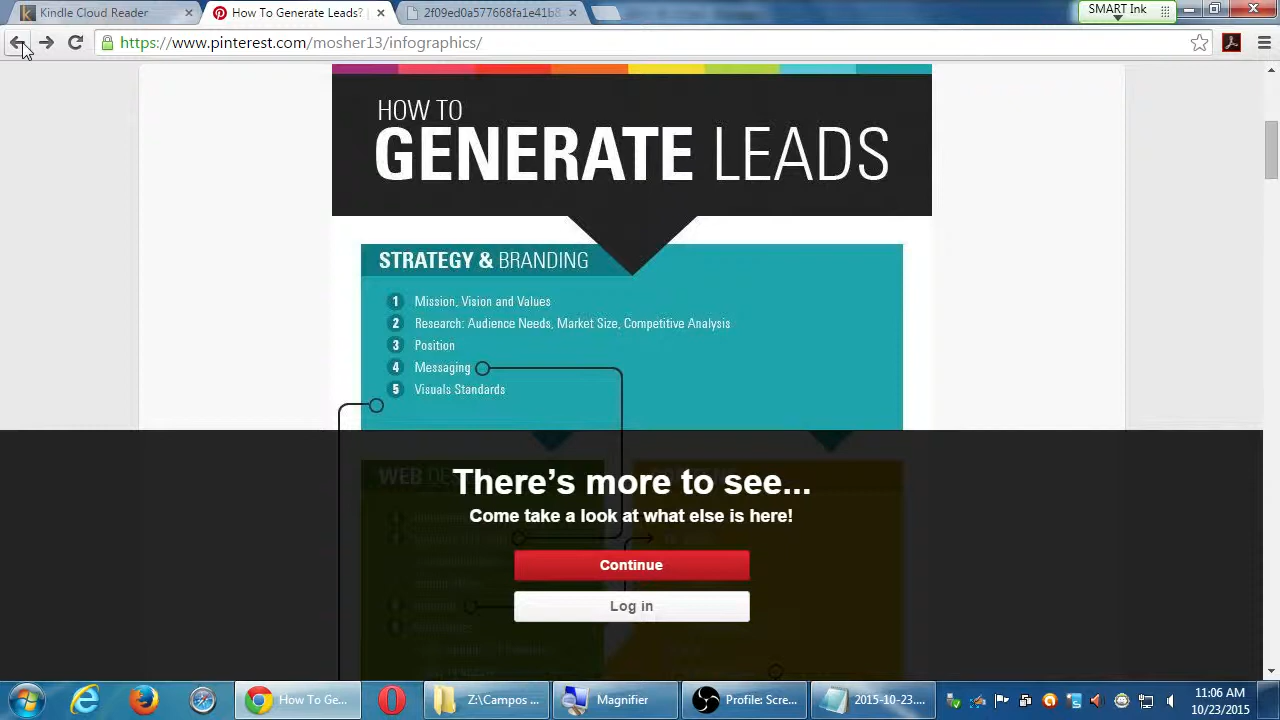 Kindle Cloud Reader
How To Generate Leads?
2f09ed0a577668fa1e41b8
SMART Ink
https://www.pinterest.com/mosher13/infographics/
HOW TO
GENERATE LEADS
STRATEGY & BRANDING
1 Mission, Vision and Values
2 Research: Audience Needs, Market Size, Competitive Analysis
3 Position
4 Messaging
5 Visuals Standards
WEB
There's more to see...
Come take a look at what else is here!
Continue
Log in
How To Ge...
Z:\Campos ...
Magnifier
Profile: Scre...
2015-10-23....
11:06 AM
10/23/2015